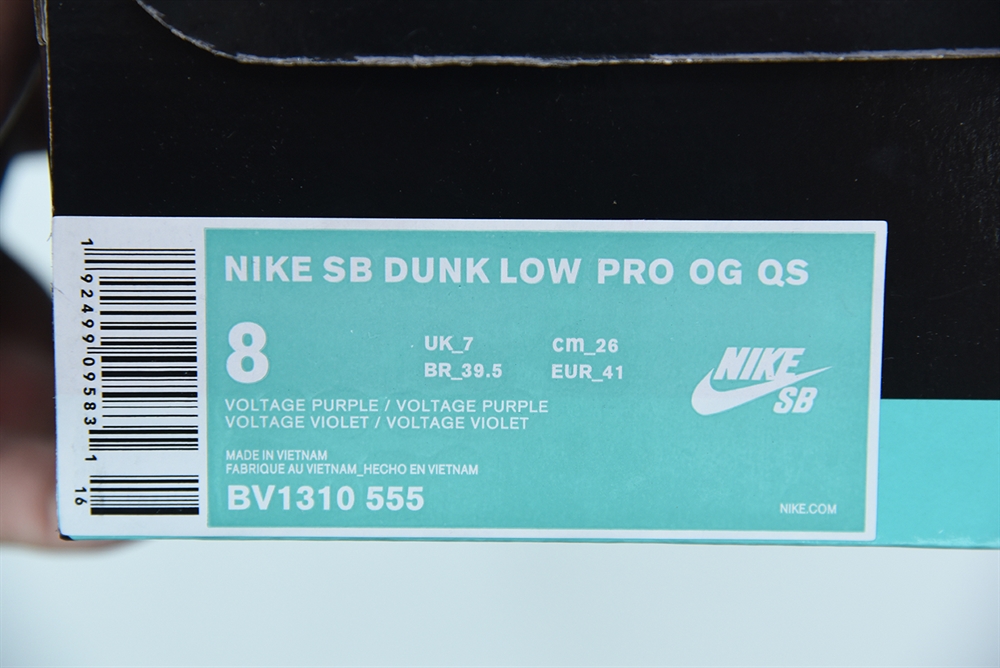 NIKE SB DUNK LOW PRO OG QS
8
UK_7 cm_26
BR_39.5 EUR_41
NIKE
SB
VOLTAGE PURPLE / VOLTAGE PURPLE
VOLTAGE VIOLET / VOLTAGE VIOLET
MADE IN VIETNAM
FABRIQUE AU VIETNAM_HECHO EN VIETNAM
BV1310 555
NIKE.COM
1 92499 09583 1
16